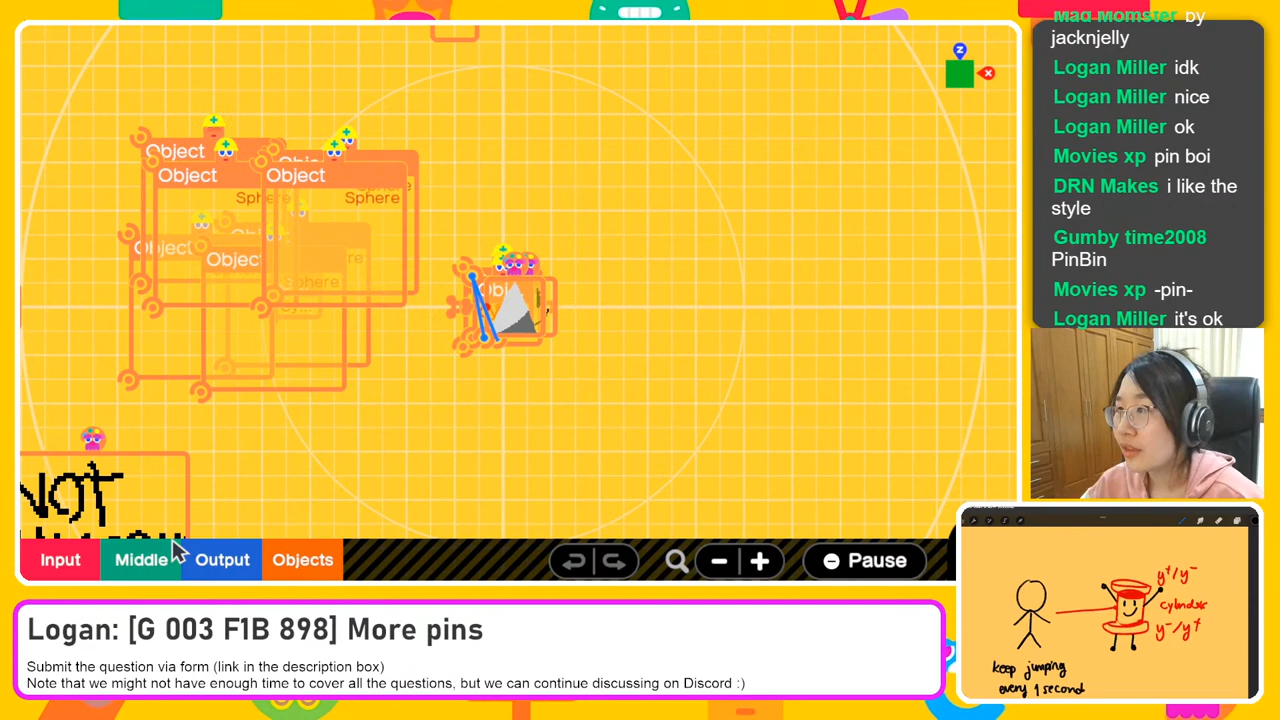 Mad Momster by
jacknjelly
Logan Miller idk
Logan Miller nice
Logan Miller ok
Movies xp pin boi
DRN Makes i like the
style
Gumby time2008
PinBin
Movies xp -pin-
Logan Miller it's ok
z
x
Object
Object
Object
Sphere
Sphere
Object
Object
Sphere
Obj
NOT
Input
Middle
Output
Objects
Pause
y+/y-
cylinder
y-/y+
keep jumping
every 1 second
Logan: [G 003 F1B 898] More pins
Submit the question via form (link in the description box)
Note that we might not have enough time to cover all the questions, but we can continue discussing on Discord :)